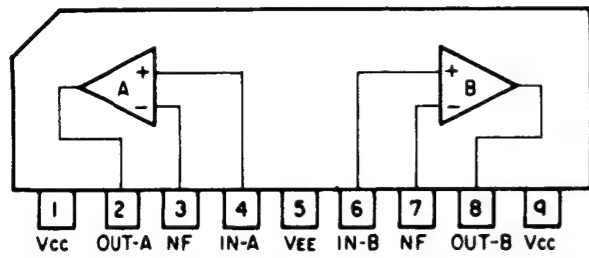 A + −
B + −
1 2 3 4 5 6 7 8 9
Vcc OUT-A NF IN-A VEE IN-B NF OUT-B Vcc